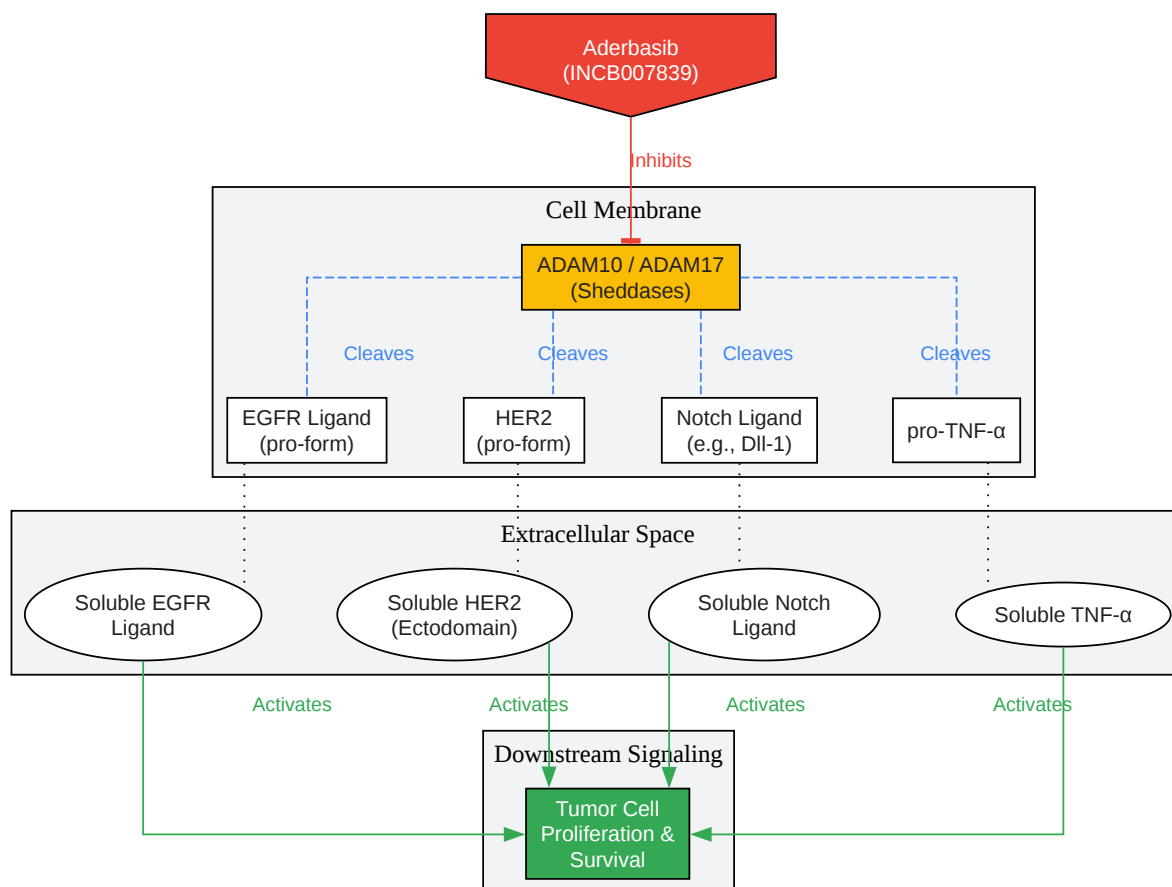 Aderbasib
(INCB007839)
Inhibits
Cell Membrane
ADAM10 / ADAM17
(Sheddases)
Cleaves
Cleaves
Cleaves
Cleaves
EGFR Ligand
(pro-form)
HER2
(pro-form)
Notch Ligand
(e.g., Dll-1)
pro-TNF-α
Extracellular Space
Soluble EGFR
Ligand
Soluble HER2
(Ectodomain)
Soluble Notch
Ligand
Soluble TNF-α
Activates
Activates
Activates
Activates
Downstream Signaling
Tumor Cell
Proliferation &
Survival